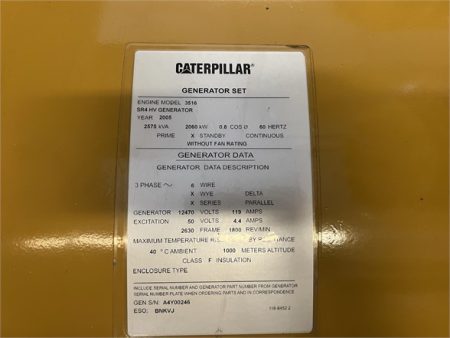 CATERPILLAR®
GENERATOR SET
ENGINE MODEL 3516
SR4 HV GENERATOR
YEAR 2005
2575 kVA 2060 kW 0.8 COS Ø 60 HERTZ
PRIME X STANDBY CONTINUOUS
WITHOUT FAN RATING
GENERATOR DATA
GENERATOR DATA DESCRIPTION
3 PHASE 6 WIRE
X WYE DELTA
X SERIES PARALLEL
GENERATOR 12470 VOLTS 119 AMPS
EXCITATION 50 VOLTS 4.4 AMPS
2630 FRAME 1800 REV/MIN
MAXIMUM TEMPERATURE BY
40 °C AMBIENT 1000 METERS ALTITUDE
CLASS F INSULATION
ENCLOSURE TYPE
INCLUDE SERIAL NUMBER AND GENERATOR PART NUMBER FROM GENERATOR
SERIAL NUMBER PLATE WHEN ORDERING PARTS AND IN CORRESPONDENCE
GEN S/N: A4Y00246
ESQ: BNKVJ